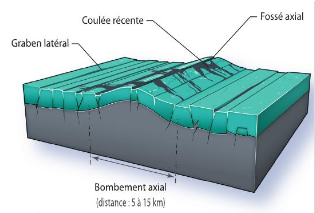 Coulée récente
Fossé axial
Graben latéral
Bombement axial
(distance : 5 à 15 km)